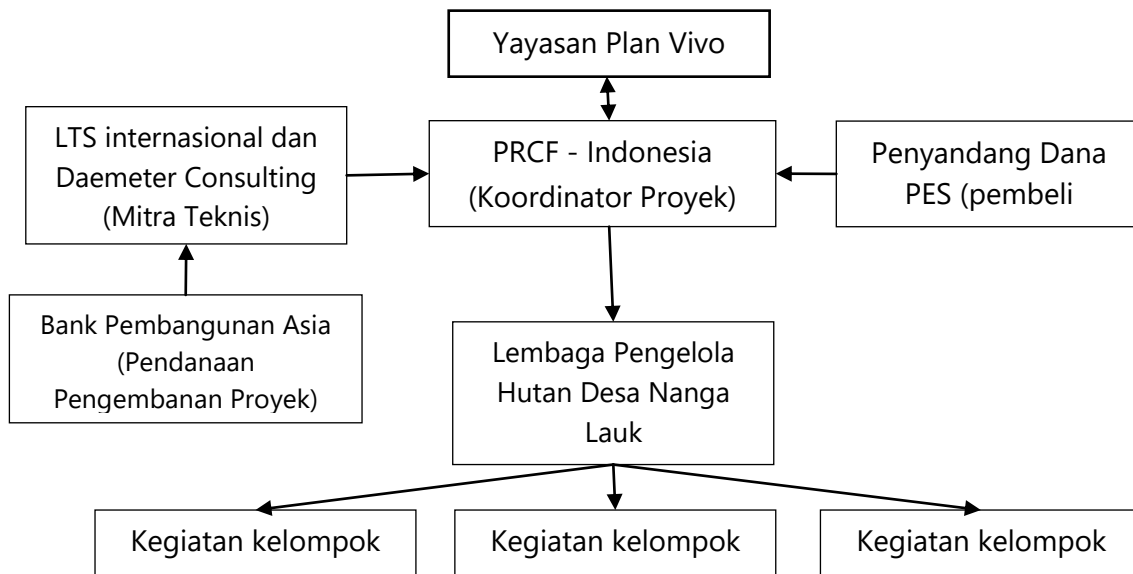 Yayasan Plan Vivo
LTS internasional dan
Daemeter Consulting
(Mitra Teknis)
PRCF - Indonesia
(Koordinator Proyek)
Penyandang Dana
PES (pembeli
Bank Pembangunan Asia
(Pendanaan
Pengembanan Proyek)
Lembaga Pengelola
Hutan Desa Nanga
Lauk
Kegiatan kelompok
Kegiatan kelompok
Kegiatan kelompok